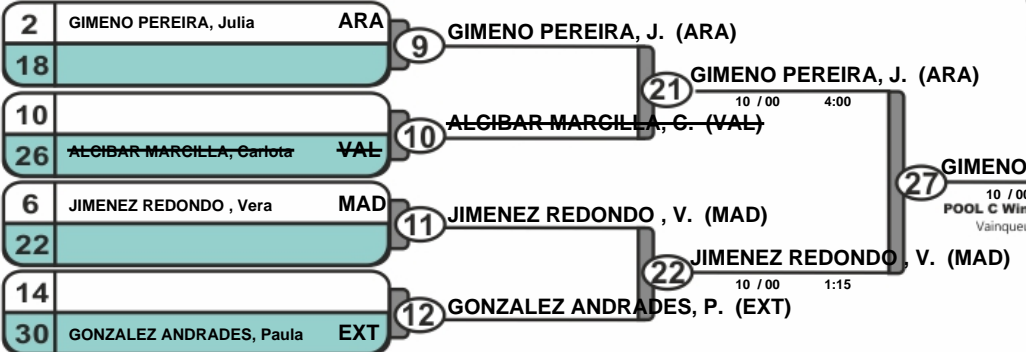 2 GIMENO PEREIRA, Julia ARA
18
9 GIMENO PEREIRA, J. (ARA)
10
26 ALCIBAR MARCILLA, Carlota VAL
10 ALCIBAR MARCILLA, C. (VAL)
21 GIMENO PEREIRA, J. (ARA)
10 / 00 4:00
6 JIMENEZ REDONDO , Vera MAD
22
11 JIMENEZ REDONDO , V. (MAD)
14
30 GONZALEZ ANDRADES, Paula EXT
12 GONZALEZ ANDRADES, P. (EXT)
22 JIMENEZ REDONDO , V. (MAD)
10 / 00 1:15
27 GIMENO
10 / 00
POOL C Win
Vainqueu